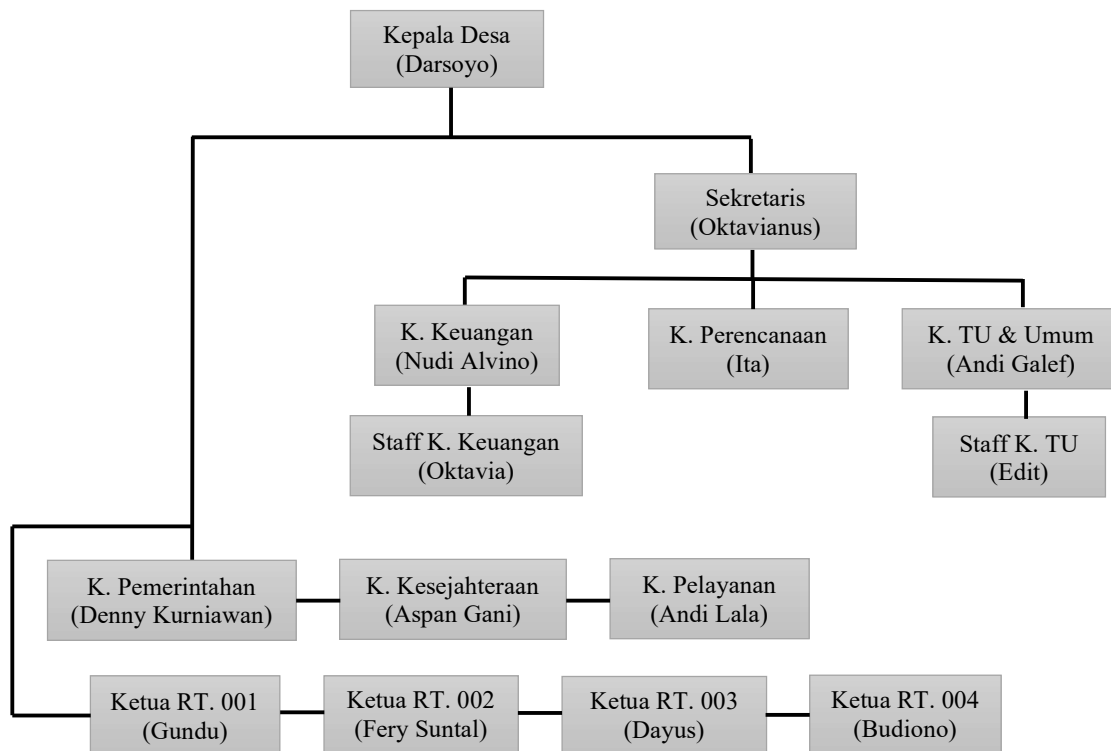 Kepala Desa
(Darsoyo)
Sekretaris
(Oktavianus)
K. Keuangan
(Nudi Alvino)
K. Perencanaan
(Ita)
K. TU & Umum
(Andi Galef)
Staff K. Keuangan
(Oktavia)
Staff K. TU
(Edit)
K. Pemerintahan
(Denny Kurniawan)
K. Kesejahteraan
(Aspan Gani)
K. Pelayanan
(Andi Lala)
Ketua RT. 001
(Gundu)
Ketua RT. 002
(Fery Suntal)
Ketua RT. 003
(Dayus)
Ketua RT. 004
(Budiono)